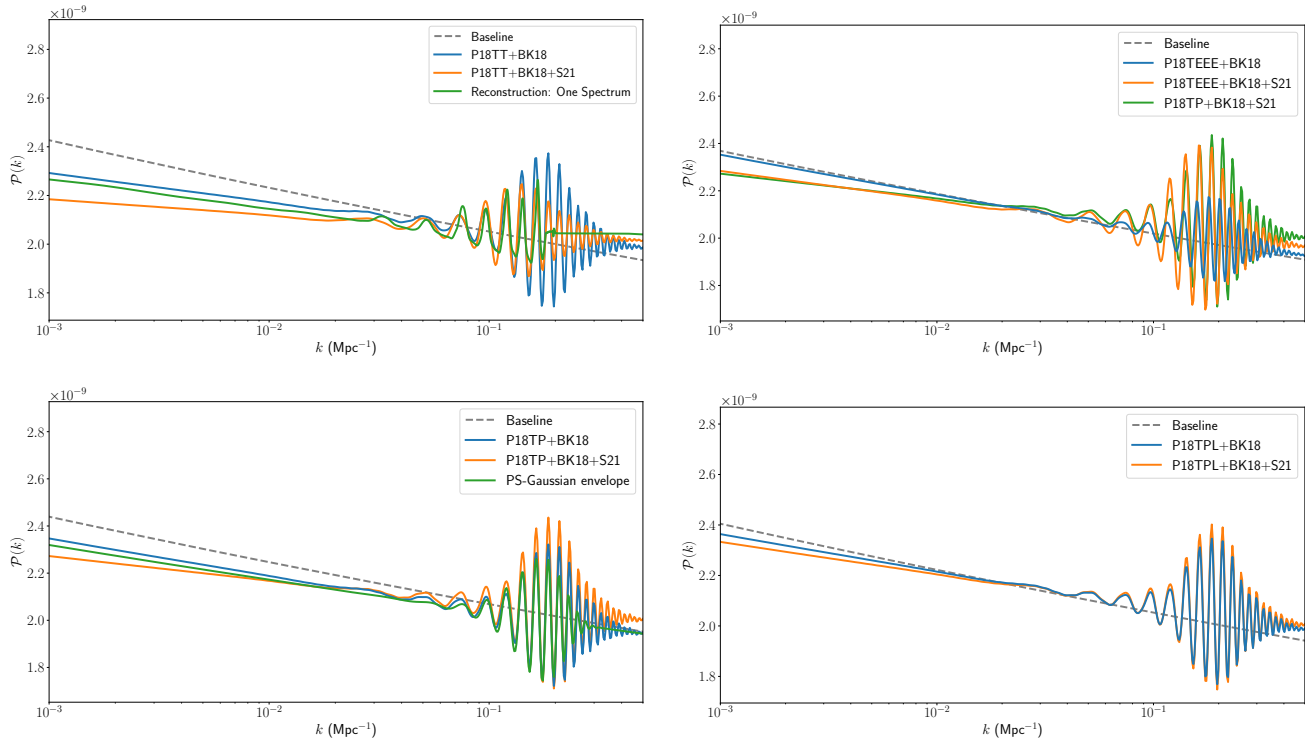 ×10⁻⁹
2.8
2.6
2.4
2.2
2.0
1.8
P(k)
Baseline
P18TT+BK18
P18TT+BK18+S21
Reconstruction: One Spectrum
10⁻³
10⁻²
10⁻¹
k (Mpc⁻¹)
×10⁻⁹
2.8
2.6
2.4
2.2
2.0
1.8
P(k)
Baseline
P18TEEE+BK18
P18TEEE+BK18+S21
P18TP+BK18+S21
10⁻³
10⁻²
10⁻¹
k (Mpc⁻¹)
×10⁻⁹
2.8
2.6
2.4
2.2
2.0
1.8
P(k)
Baseline
P18TP+BK18
P18TP+BK18+S21
PS-Gaussian envelope
10⁻³
10⁻²
10⁻¹
k (Mpc⁻¹)
×10⁻⁹
2.8
2.6
2.4
2.2
2.0
1.8
P(k)
Baseline
P18TPL+BK18
P18TPL+BK18+S21
10⁻³
10⁻²
10⁻¹
k (Mpc⁻¹)